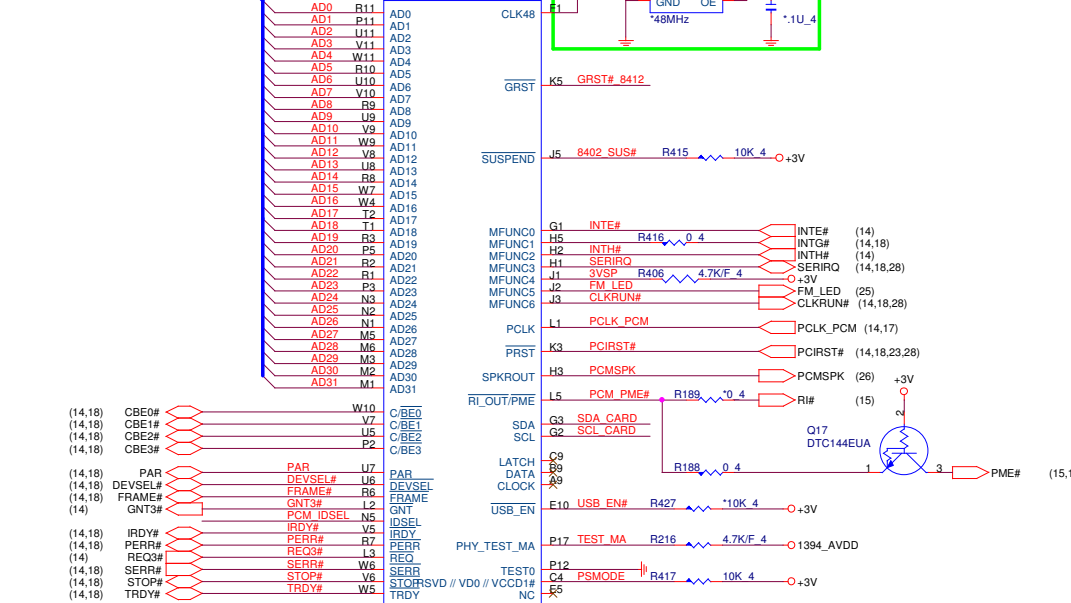 AD0 R11 AD0
AD1 P11 AD1
AD2 U11 AD2
AD3 V11 AD3
AD4 W11 AD4
AD5 R10 AD5
AD6 U10 AD6
AD7 V10 AD7
AD8 R9 AD8
AD9 U9 AD9
AD10 V9 AD10
AD11 W9 AD11
AD12 V8 AD12
AD13 U8 AD13
AD14 R8 AD14
AD15 W7 AD15
AD16 W4 AD16
AD17 T2 AD17
AD18 T1 AD18
AD19 R3 AD19
AD20 P5 AD20
AD21 R2 AD21
AD22 R1 AD22
AD23 P3 AD23
AD24 N3 AD24
AD25 N2 AD25
AD26 N1 AD26
AD27 M5 AD27
AD28 M6 AD28
AD29 M3 AD29
AD30 M2 AD30
AD31 M1 AD31
(14,18) CBE0# W10 C/BE0
(14,18) CBE1# V7 C/BE1
(14,18) CBE2# U5 C/BE2
(14,18) CBE3# P2 C/BE3
(14,18) PAR PAR U7 PAR
(14,18) DEVSEL# DEVSEL# U6 DEVSEL
(14,18) FRAME# FRAME# R6 FRAME
(14) GNT3# GNT3# L2 GNT
PCM_IDSEL N5 IDSEL
(14,18) IRDY# IRDY# V5 IRDY
(14,18) PERR# PERR# R7 PERR
(14) REQ3# REQ3# L3 REQ
(14,18) SERR# SERR# W6 SERR
(14,18) STOP# STOP# V6 STOP
(14,18) TRDY# TRDY# W5 TRDY
CLK48 F1
GND OE
*48MHz
*.1U_4
GRST K5 GRST#_8412
SUSPEND J5 8402_SUS# R415 10K_4 +3V
MFUNC0 G1 INTE# INTE# (14)
MFUNC1 H5 R416 0_4 INTG# (14,18)
MFUNC2 H2 INTH# INTH# (14)
MFUNC3 H1 SERIRQ SERIRQ (14,18,28)
MFUNC4 J1 3VSP R406 4.7K/F_4 +3V
MFUNC5 J2 FM_LED FM_LED (25)
MFUNC6 J3 CLKRUN# CLKRUN# (14,18,28)
PCLK L1 PCLK_PCM PCLK_PCM (14,17)
PRST K3 PCIRST# PCIRST# (14,18,23,28)
SPKROUT H3 PCMSPK PCMSPK (26)
RI_OUT/PME L5 PCM_PME# R189 *0_4 RI# (15)
+3V
2
SDA G3 SDA_CARD
SCL G2 SCL_CARD
Q17
DTC144EUA
LATCH C9
DATA B9
CLOCK A9
R188 0_4 1 3 PME# (15,1
USB_EN E10 USB_EN# R427 *10K_4 +3V
PHY_TEST_MA P17 TEST_MA R216 4.7K/F_4 1394_AVDD
TEST0 P12
RSVD // VD0 // VCCD1# C4 PSMODE R417 10K_4 +3V
NC E5